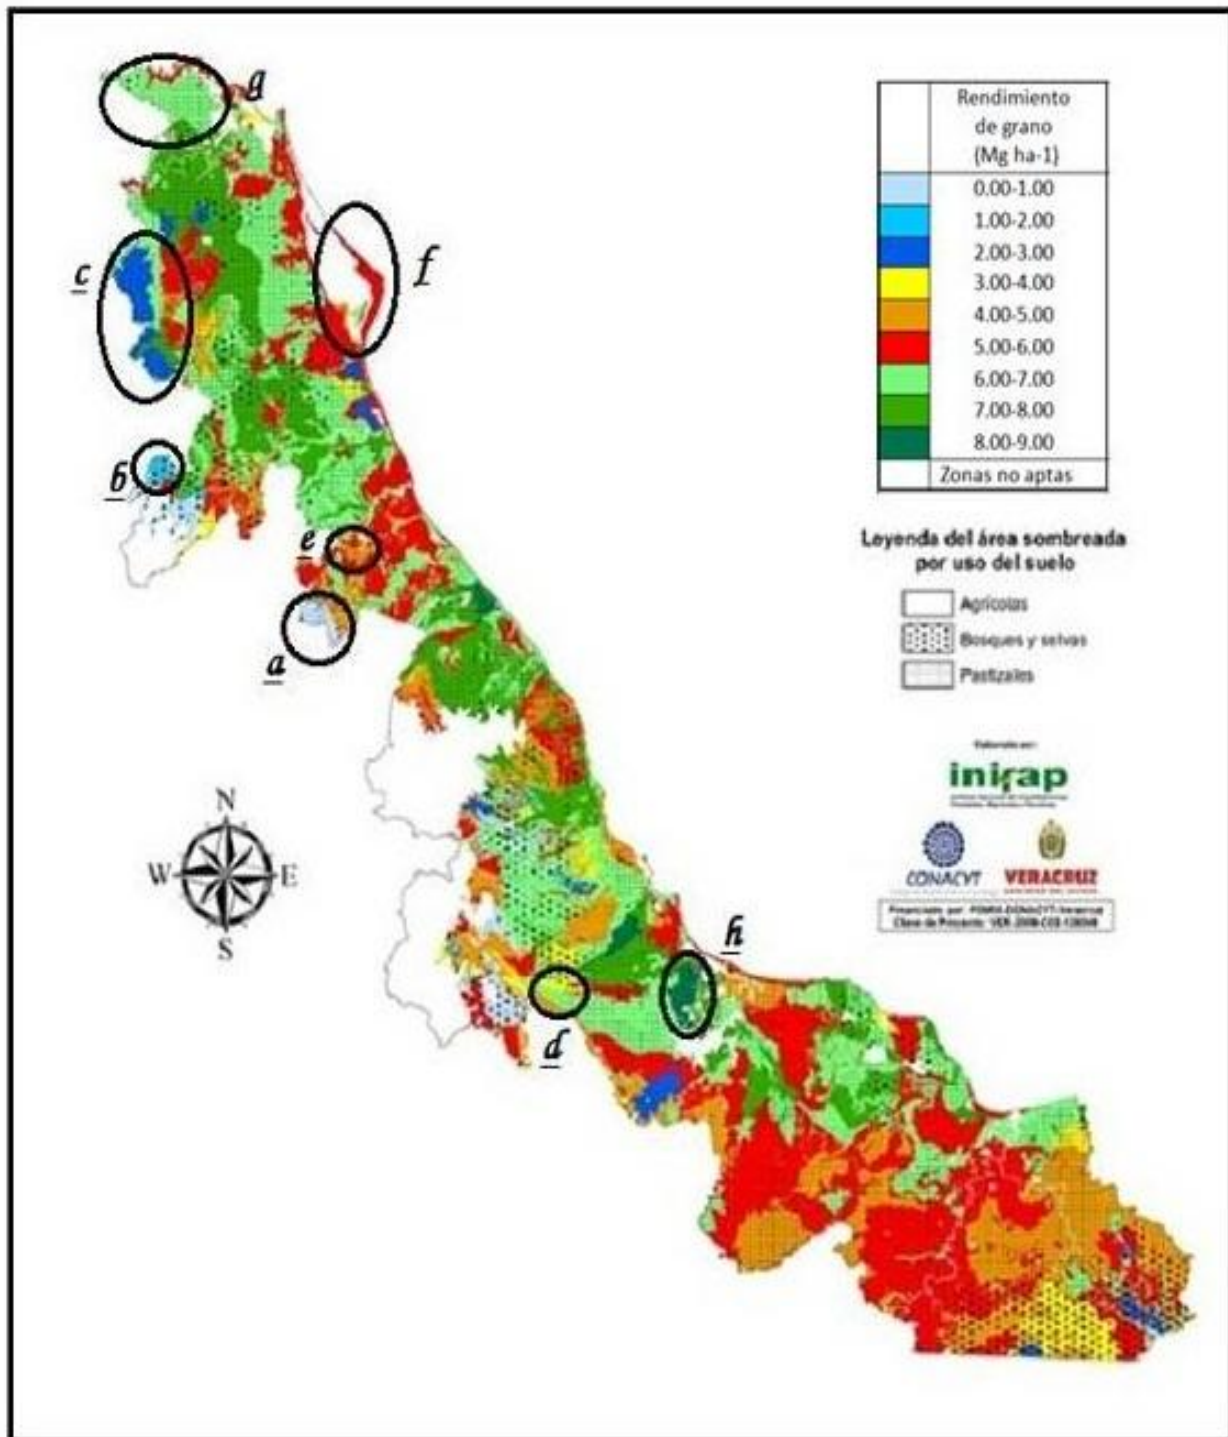 g
c
f
b
e
a
h
d
Rendimiento
de grano
(Mg ha-1)
0.00-1.00
1.00-2.00
2.00-3.00
3.00-4.00
4.00-5.00
5.00-6.00
6.00-7.00
7.00-8.00
8.00-9.00
Zonas no aptas
Leyenda del área sombreada
por uso del suelo
Agrícolas
Bosques y selvas
Pastizales
Elaborado por:
inifap
CONACYT
VERACRUZ
N
W E
S